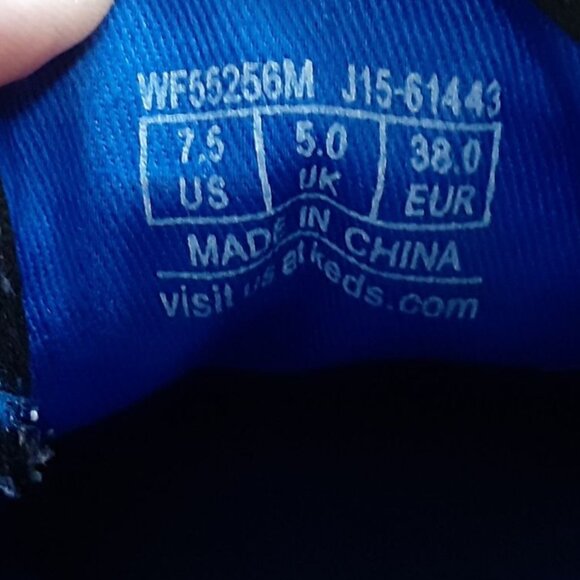 WF55256M J15-61443
7.5 5.0 38.0
US UK EUR
MADE IN CHINA
visit us at keds.com